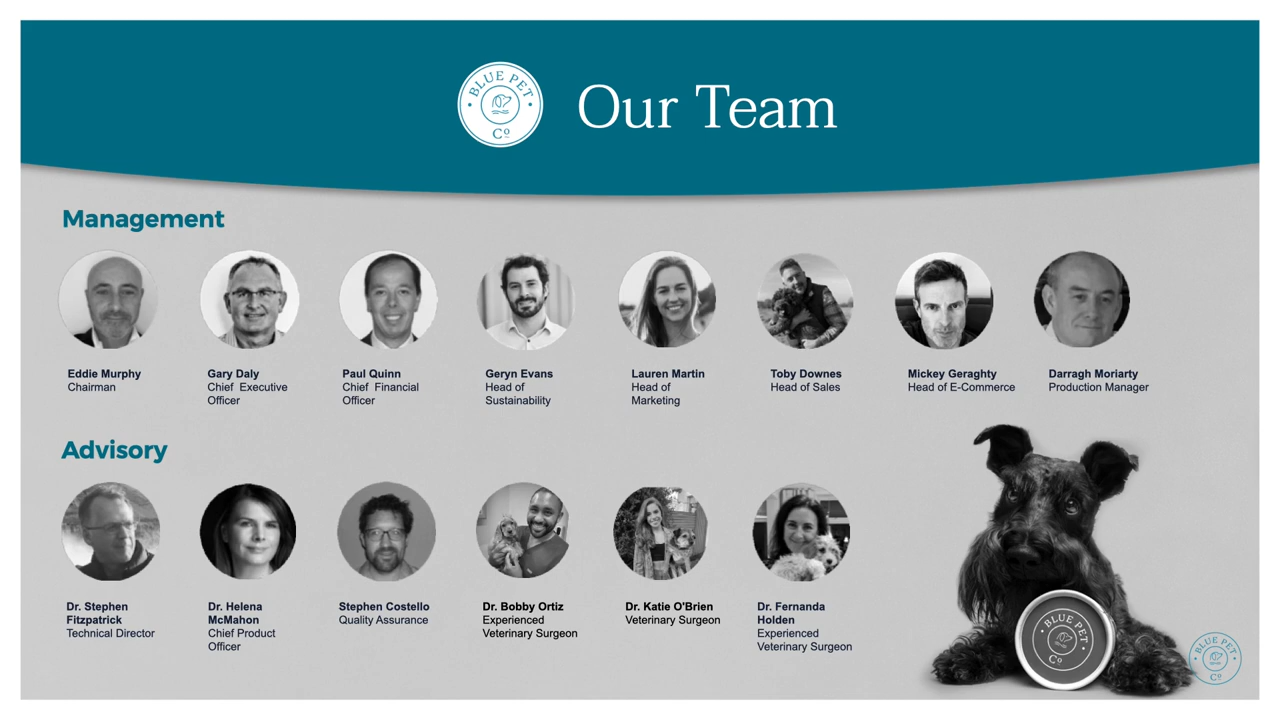 BLUE PET
Co
Our Team
Management
Eddie Murphy
Chairman
Gary Daly
Chief  Executive
Officer
Paul Quinn
Chief  Financial
Officer
Geryn Evans
Head of
Sustainability
Lauren Martin
Head of
Marketing
Toby Downes
Head of Sales
Mickey Geraghty
Head of E-Commerce
Darragh Moriarty
Production Manager
Advisory
Dr. Stephen
Fitzpatrick
Technical Director
Dr. Helena
McMahon
Chief Product
Officer
Stephen Costello
Quality Assurance
Dr. Bobby Ortiz
Experienced
Veterinary Surgeon
Dr. Katie O'Brien
Veterinary Surgeon
Dr. Fernanda
Holden
Experienced
Veterinary Surgeon
BLUE PET
Co
BLUE PET
Co